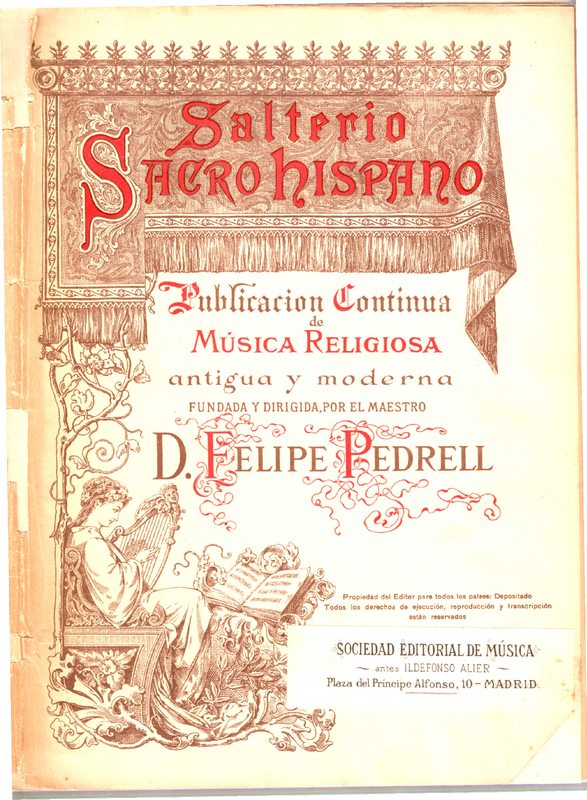 Salterio
SACRO HISPANO
Publicacion Continua
de
MÚSICA RELIGIOSA
antigua y moderna
FUNDADA Y DIRIGIDA, POR EL MAESTRO
D. FELIPE PEDRELL
Propiedad del Editor para todos los países: Depositado
Todos los derechos de ejecución, reproducción y transcripción
están reservados
SOCIEDAD EDITORIAL DE MÚSICA
— antes ILDEFONSO ALIER —
Plaza del Príncipe Alfonso, 10 – MADRID.